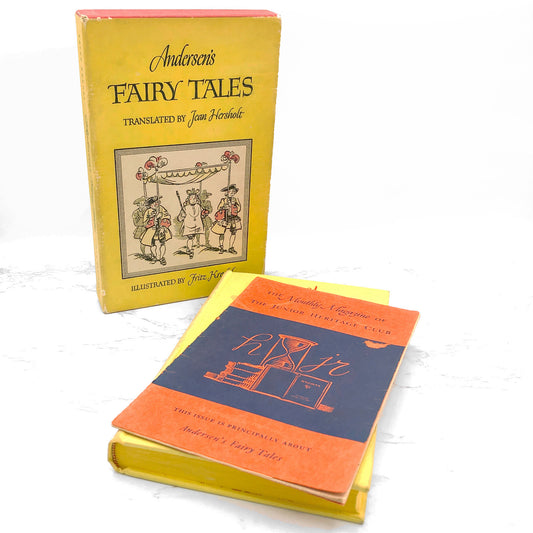 Andersen's
FAIRY TALES
TRANSLATED BY Jean Hersholt
ILLUSTRATED BY Fritz
THE Monthly Magazine OF
THE JUNIOR HERITAGE CLUB
h jr
THIS ISSUE IS PRINCIPALLY ABOUT
Andersen's Fairy Tales